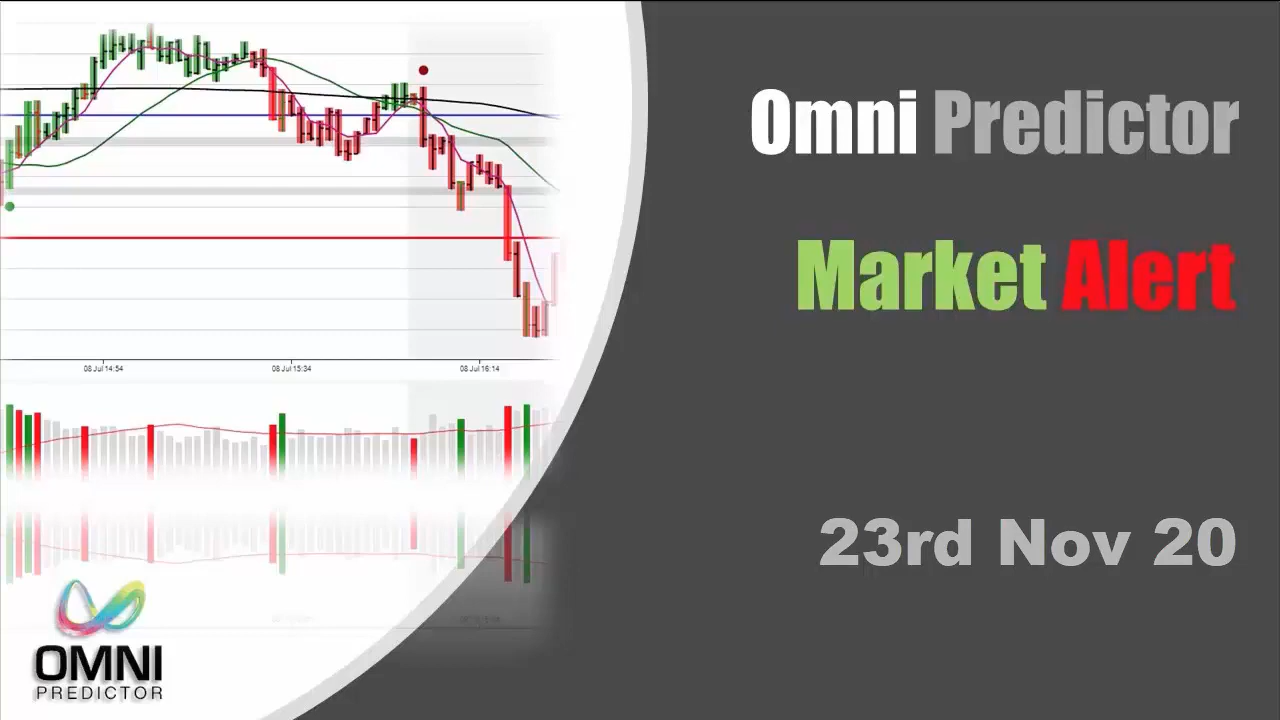 Omni Predictor
Market Alert
08 Jul 14:54
08 Jul 15:34
08 Jul 16:14
23rd Nov 20
OMNI
PREDICTOR